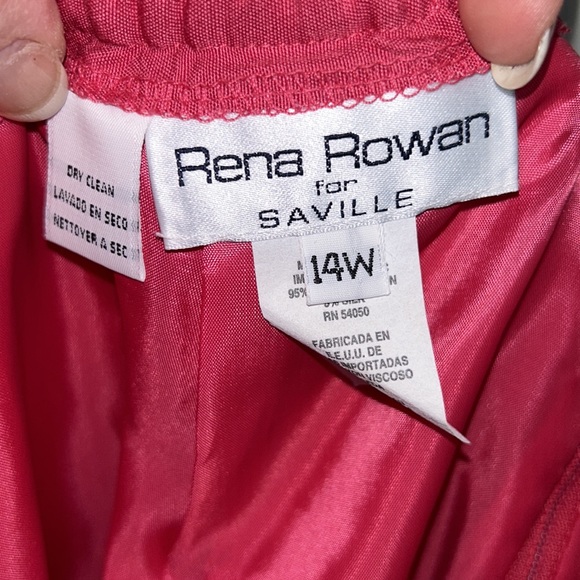 DRY CLEAN
LAVADO EN SECO
NETTOYER A SEC
Rena Rowan
for
SAVILLE
14W
95%
RN 54050
FABRICADA EN
E.E.U.U. DE
IMPORTADAS
VISCOSO